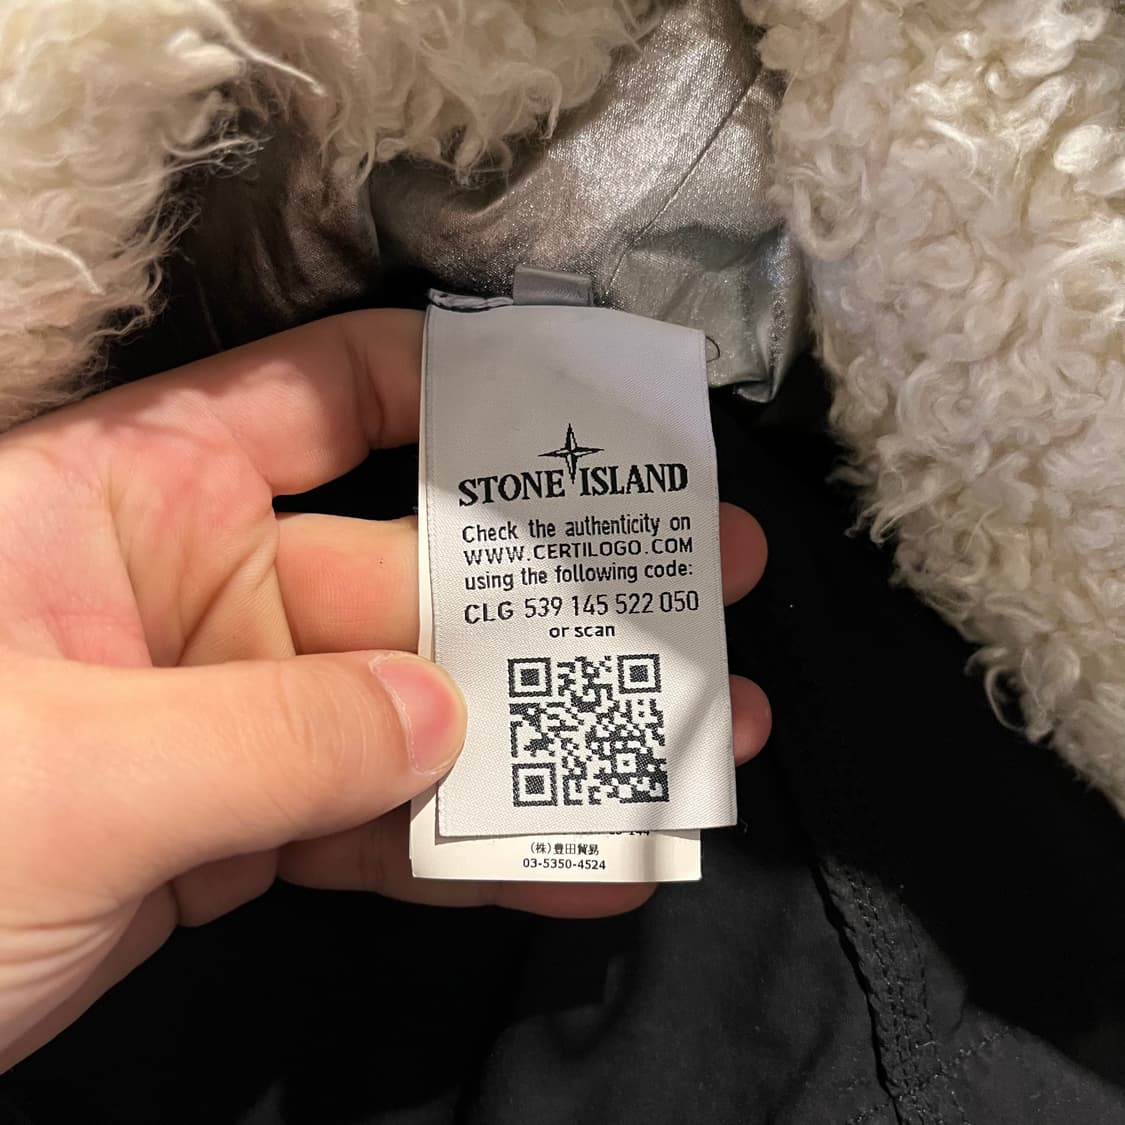 STONE ISLAND
Check the authenticity on
WWW.CERTILOGO.COM
using the following code:
CLG 539 145 522 050
or scan
(株)豊田貿易
03-5350-4524